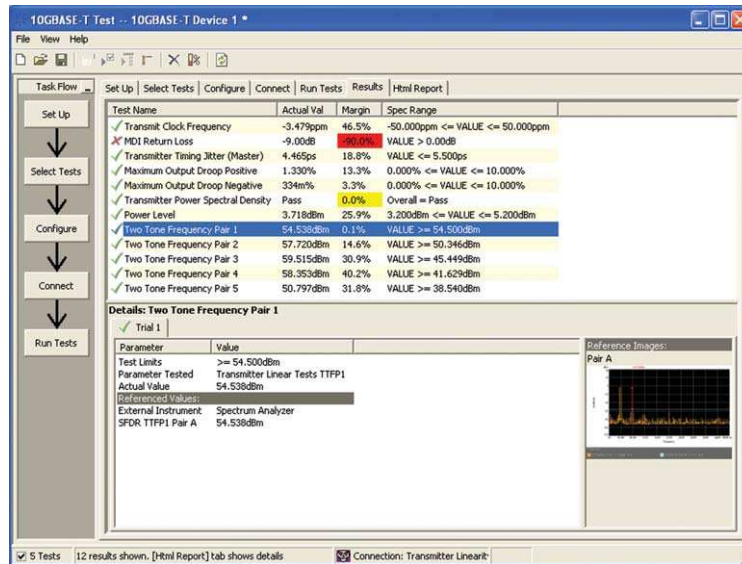 10GBASE-T Test -- 10GBASE-T Device 1 *
File View Help
Task Flow
Set Up
Select Tests
Configure
Connect
Run Tests
Set Up Select Tests Configure Connect Run Tests Results Html Report
Test Name Actual Val Margin Spec Range
Transmit Clock Frequency -3.479ppm 46.5% -50.000ppm <= VALUE <= 50.000ppm
MDI Return Loss -9.00dB -90.0% VALUE > 0.00dB
Transmitter Timing Jitter (Master) 4.465ps 18.8% VALUE <= 5.500ps
Maximum Output Droop Positive 1.330% 13.3% 0.000% <= VALUE <= 10.000%
Maximum Output Droop Negative 334m% 3.3% 0.000% <= VALUE <= 10.000%
Transmitter Power Spectral Density Pass 0.0% Overall = Pass
Power Level 3.718dBm 25.9% 3.200dBm <= VALUE <= 5.200dBm
Two Tone Frequency Pair 1 54.538dBm 0.1% VALUE >= 54.500dBm
Two Tone Frequency Pair 2 57.720dBm 14.6% VALUE >= 50.346dBm
Two Tone Frequency Pair 3 59.515dBm 30.9% VALUE >= 45.449dBm
Two Tone Frequency Pair 4 58.353dBm 40.2% VALUE >= 41.629dBm
Two Tone Frequency Pair 5 50.797dBm 31.8% VALUE >= 38.540dBm
Details: Two Tone Frequency Pair 1
Trial 1
Parameter Value
Test Limits >= 54.500dBm
Parameter Tested Transmitter Linear Tests TTFP1
Actual Value 54.538dBm
Referenced Values:
External Instrument Spectrum Analyzer
SFDR TTFP1 Pair A 54.538dBm
Reference Images:
Pair A
5 Tests 12 results shown. [Html Report] tab shows details Connection: Transmitter Linearit